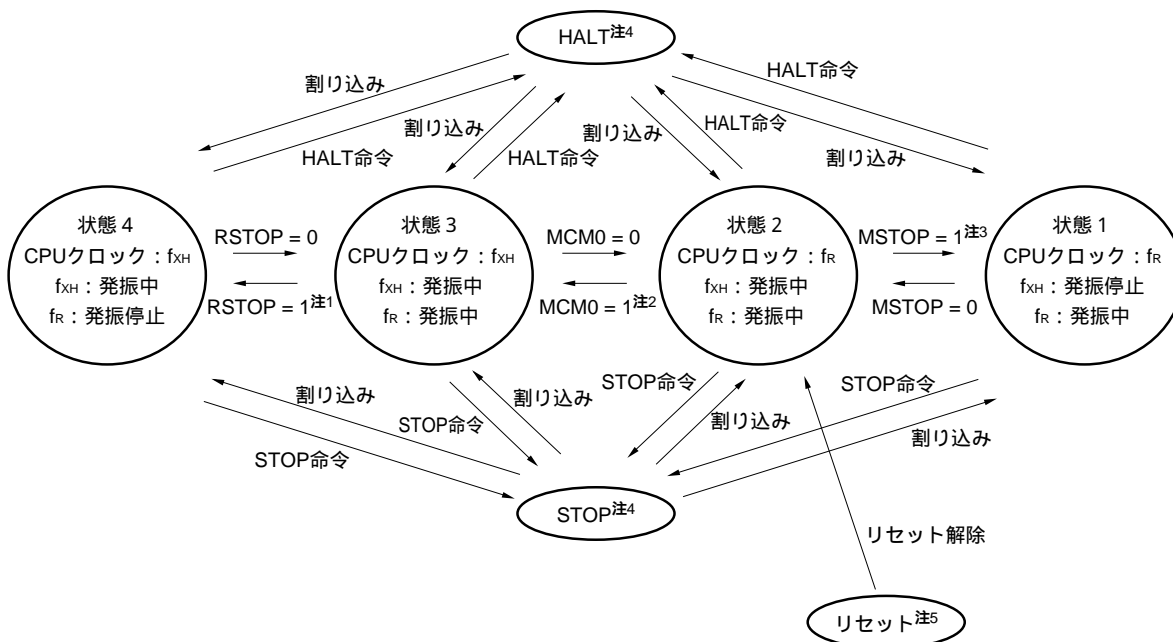 HALT注4
HALT命令
割り込み
割り込み
HALT命令
割り込み
割り込み
HALT命令
HALT命令
状態4
CPUクロック：fXH
fXH：発振中
fR：発振停止
RSTOP = 0
RSTOP = 1注1
状態3
CPUクロック：fXH
fXH：発振中
fR：発振中
MCM0 = 0
MCM0 = 1注2
状態2
CPUクロック：fR
fXH：発振中
fR：発振中
MSTOP = 1注3
MSTOP = 0
状態1
CPUクロック：fR
fXH：発振停止
fR：発振中
割り込み
STOP命令
STOP命令
割り込み
STOP命令
割り込み
STOP命令
割り込み
STOP注4
リセット解除
リセット注5